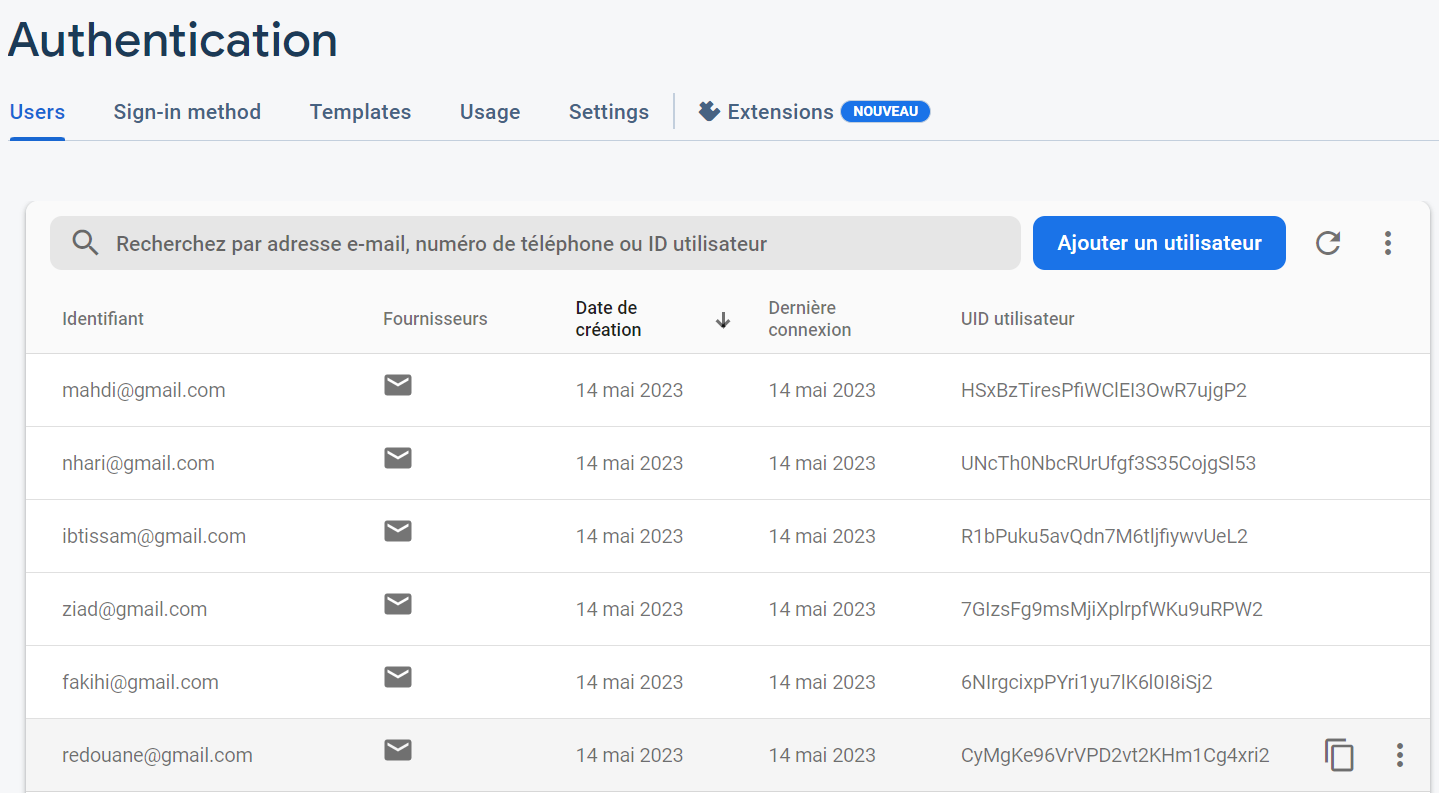 Authentication
Users Sign-in method Templates Usage Settings Extensions NOUVEAU
Recherchez par adresse e-mail, numéro de téléphone ou ID utilisateur Ajouter un utilisateur
Identifiant Fournisseurs Date de création Dernière connexion UID utilisateur
mahdi@gmail.com 14 mai 2023 14 mai 2023 HSxBzTiresPfiWClEI3OwR7ujgP2
nhari@gmail.com 14 mai 2023 14 mai 2023 UNcTh0NbcRUrUfgf3S35CojgSl53
ibtissam@gmail.com 14 mai 2023 14 mai 2023 R1bPuku5avQdn7M6tljfiywvUeL2
ziad@gmail.com 14 mai 2023 14 mai 2023 7GIzsFg9msMjiXplrpfWKu9uRPW2
fakihi@gmail.com 14 mai 2023 14 mai 2023 6NIrgcixpPYri1yu7lK6l0I8iSj2
redouane@gmail.com 14 mai 2023 14 mai 2023 CyMgKe96VrVPD2vt2KHm1Cg4xri2